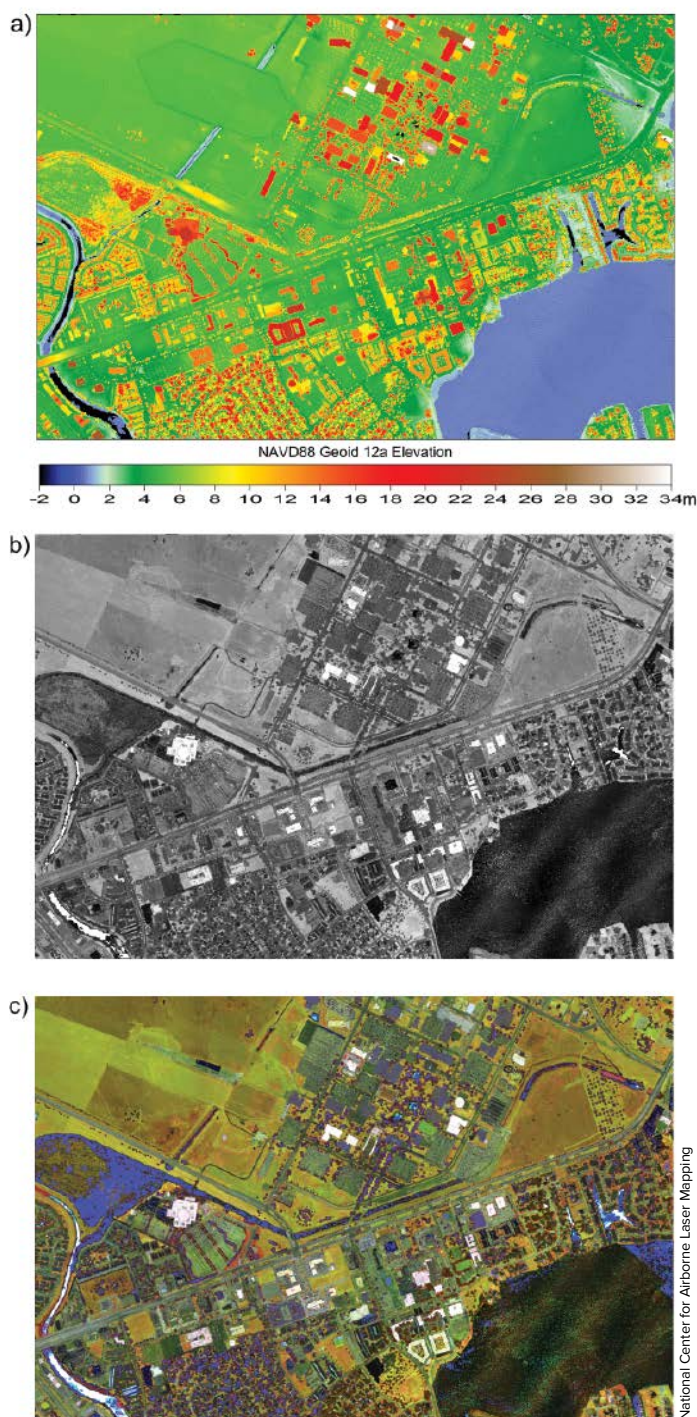 a)
NAVD88 Geoid 12a Elevation
-2 0 2 4 6 8 10 12 14 16 18 20 22 24 26 28 30 32 34m
b)
c)
National Center for Airborne Laser Mapping